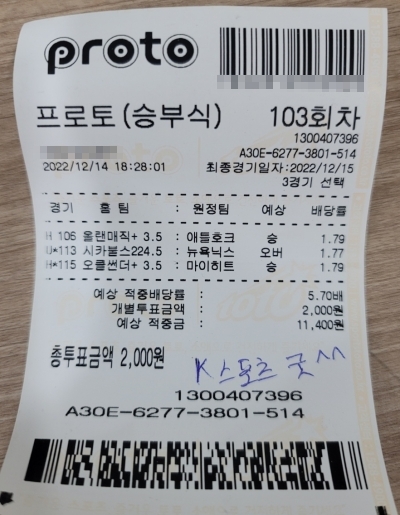 proto
프로토(승부식) 103회차
1300407396
A30E-6277-3801-514
2022/12/14 18:28:01 최종경기일자:2022/12/15
3경기 선택
경기 홈 팀 : 원정팀 예상 배당률
H 106 올랜매직+ 3.5 : 애틀호크 승 1.79
U*113 시카불스224.5 : 뉴욕닉스 오버 1.77
H*115 오클썬더+ 3.5 : 마이히트 승 1.79
예상 적중배당률 : 5.70배
개별투표금액 : 2,000원
예상 적중금 : 11,400원
총투표금액 2,000원
K스포츠 굿^^
1300407396
A30E-6277-3801-514